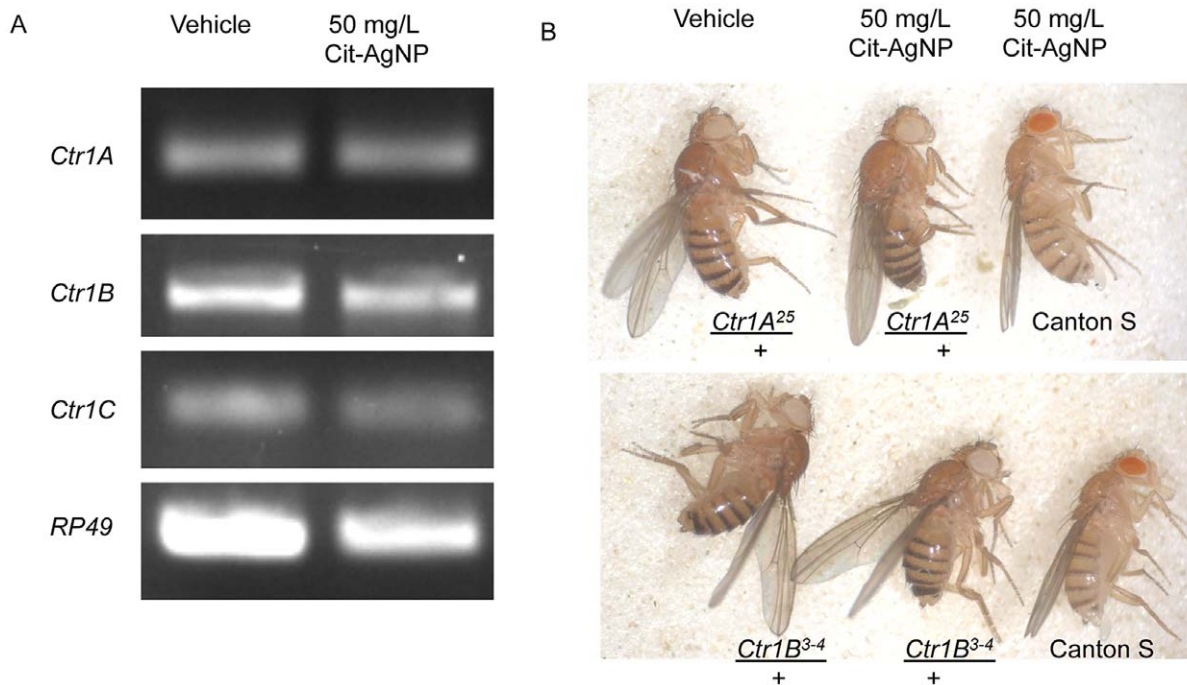 A
Vehicle
50 mg/L
Cit-AgNP
Ctr1A
Ctr1B
Ctr1C
RP49
B
Vehicle
50 mg/L
Cit-AgNP
50 mg/L
Cit-AgNP
Ctr1A25
+
Ctr1A25
+
Canton S
Ctr1B3-4
+
Ctr1B3-4
+
Canton S